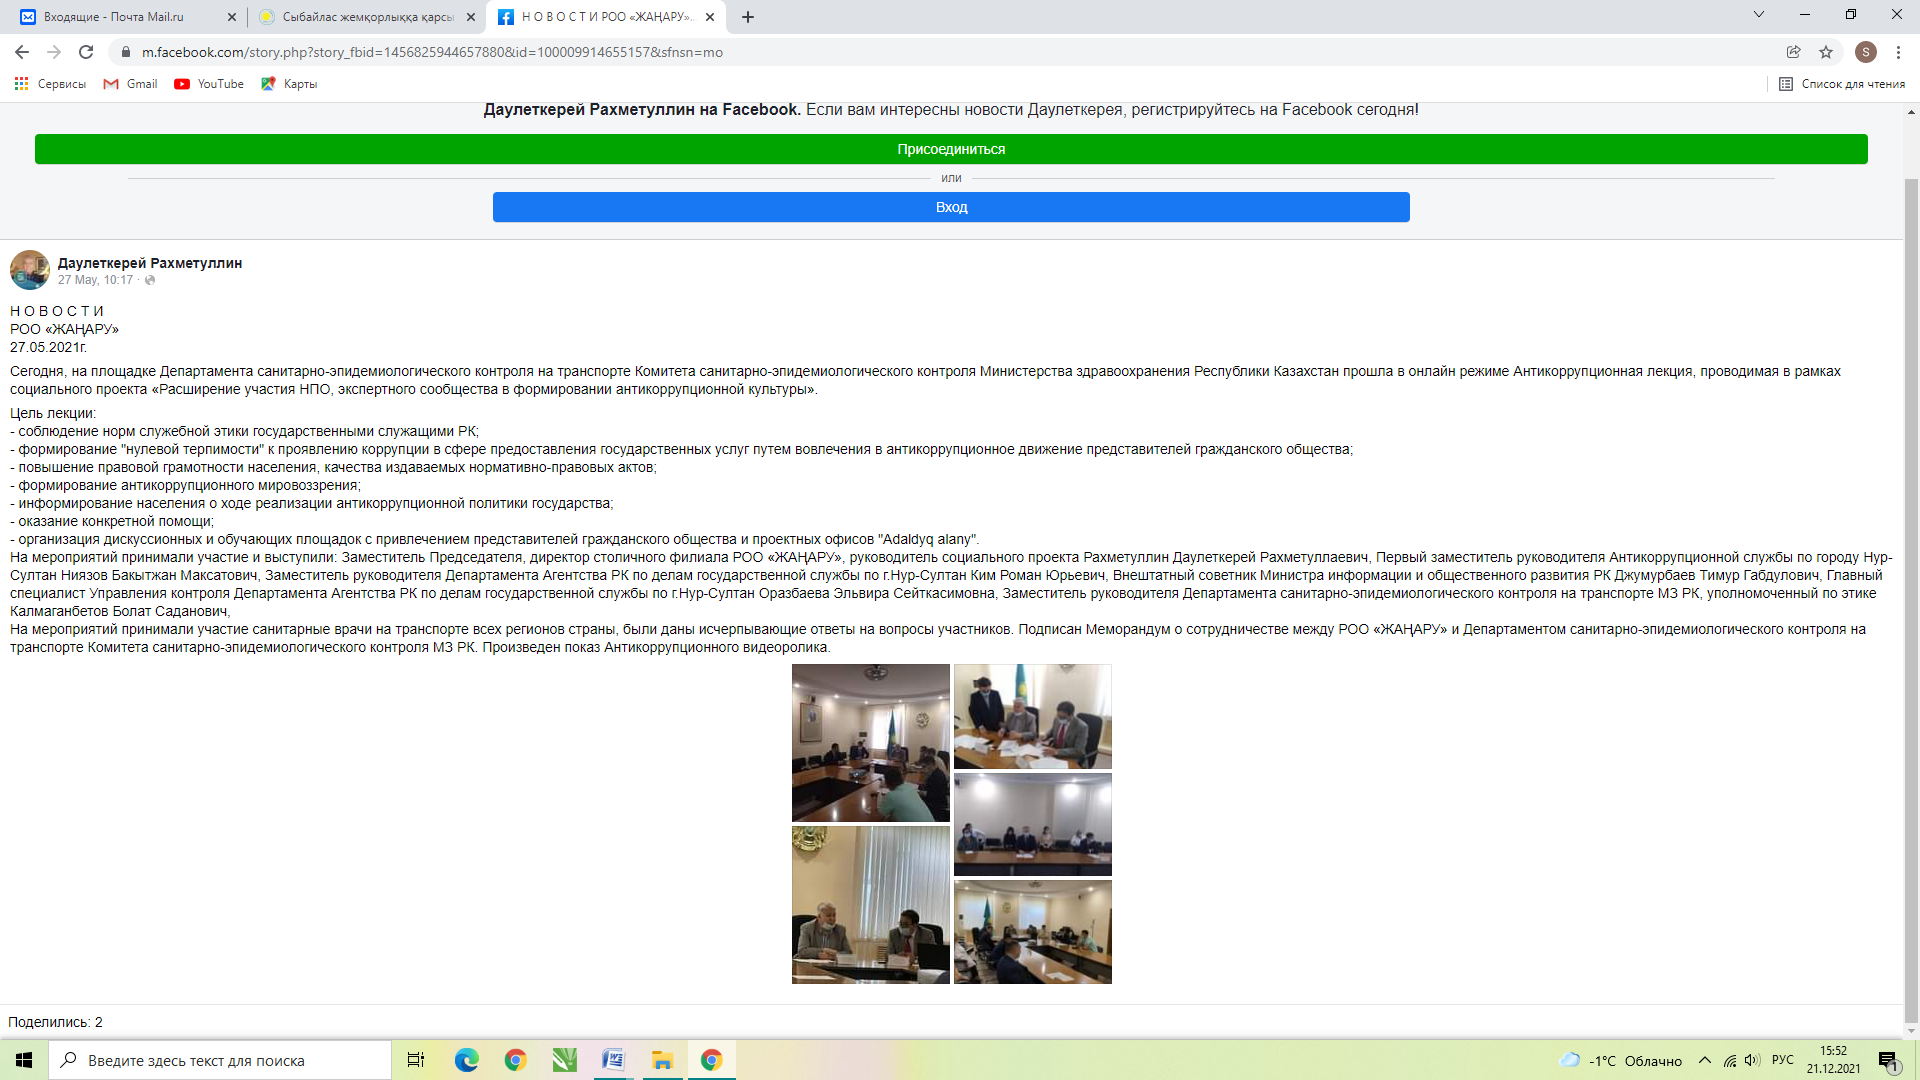 Входящие - Почта Mail.ru
Сыбайлас жемқорлыққа қарсы
Н О В О С Т И РОО «ЖАҢАРУ»...
m.facebook.com/story.php?story_fbid=1456825944657880&id=100009914655157&sfnsn=mo
S
Сервисы
Gmail
YouTube
Карты
Список для чтения
Даулеткерей Рахметуллин на Facebook. Если вам интересны новости Даулеткерея, регистрируйтесь на Facebook сегодня!
Присоединиться
или
Вход
Даулеткерей Рахметуллин
27 May, 10:17 ·
Н О В О С Т И
РОО «ЖАҢАРУ»
27.05.2021г.
Сегодня, на площадке Департамента санитарно-эпидемиологического контроля на транспорте Комитета санитарно-эпидемиологического контроля Министерства здравоохранения Республики Казахстан прошла в онлайн режиме Антикоррупционная лекция, проводимая в рамках
социального проекта «Расширение участия НПО, экспертного сообщества в формировании антикоррупционной культуры».
Цель лекции:
- соблюдение норм служебной этики государственными служащими РК;
- формирование "нулевой терпимости" к проявлению коррупции в сфере предоставления государственных услуг путем вовлечения в антикоррупционное движение представителей гражданского общества;
- повышение правовой грамотности населения, качества издаваемых нормативно-правовых актов;
- формирование антикоррупционного мировоззрения;
- информирование населения о ходе реализации антикоррупционной политики государства;
- оказание конкретной помощи;
- организация дискуссионных и обучающих площадок с привлечением представителей гражданского общества и проектных офисов "Adaldyq alany".
На мероприятий принимали участие и выступили: Заместитель Председателя, директор столичного филиала РОО «ЖАҢАРУ», руководитель социального проекта Рахметуллин Даулеткерей Рахметуллаевич, Первый заместитель руководителя Антикоррупционной службы по городу Нур-
Султан Ниязов Бакытжан Максатович, Заместитель руководителя Департамента Агентства РК по делам государственной службы по г.Нур-Султан Ким Роман Юрьевич, Внештатный советник Министра информации и общественного развития РК Джумурбаев Тимур Габдулович, Главный
специалист Управления контроля Департамента Агентства РК по делам государственной службы по г.Нур-Султан Оразбаева Эльвира Сейткасимовна, Заместитель руководителя Департамента санитарно-эпидемиологического контроля на транспорте МЗ РК, уполномоченный по этике
Калмаганбетов Болат Саданович,
На мероприятий принимали участие санитарные врачи на транспорте всех регионов страны, были даны исчерпывающие ответы на вопросы участников. Подписан Меморандум о сотрудничестве между РОО «ЖАҢАРУ» и Департаментом санитарно-эпидемиологического контроля на
транспорте Комитета санитарно-эпидемиологического контроля МЗ РК. Произведен показ Антикоррупционного видеоролика.
Поделились: 2
Введите здесь текст для поиска
-1°C Облачно
РУС
15:52
21.12.2021
1